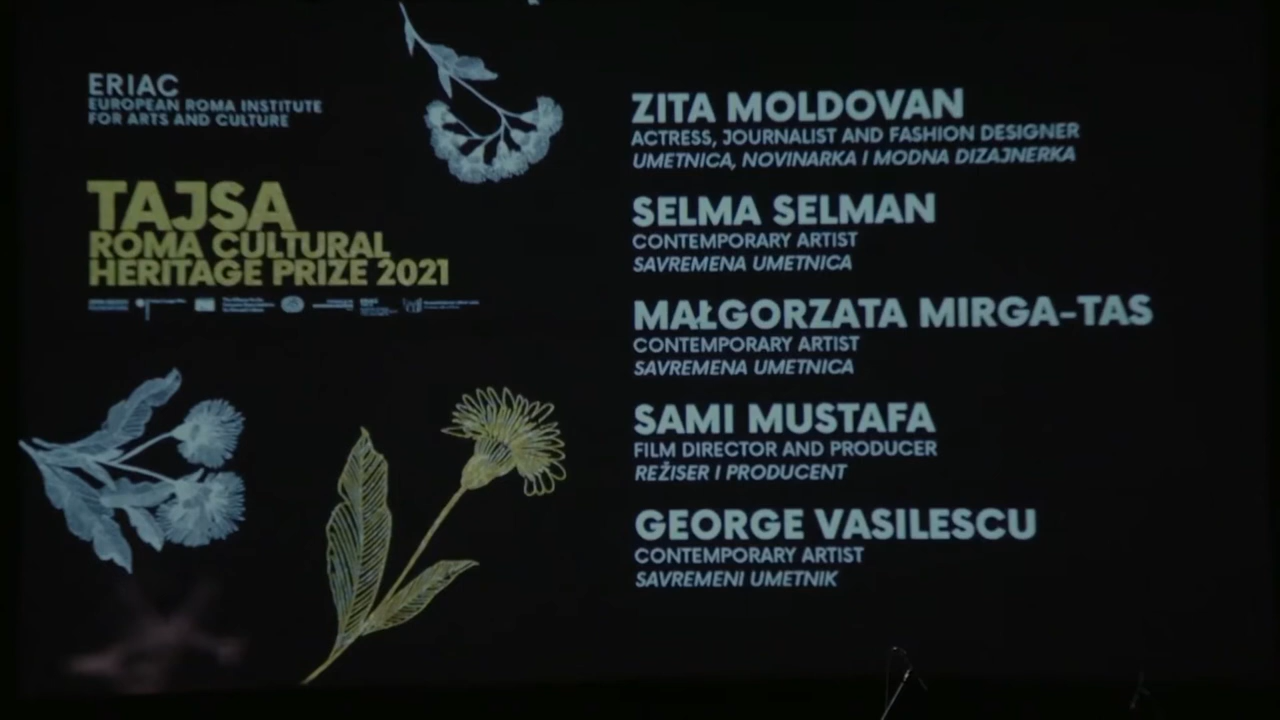 ERIAC
EUROPEAN ROMA INSTITUTE
FOR ARTS AND CULTURE
TAJSA
ROMA CULTURAL
HERITAGE PRIZE 2021
ZITA MOLDOVAN
ACTRESS, JOURNALIST AND FASHION DESIGNER
UMETNICA, NOVINARKA I MODNA DIZAJNERKA
SELMA SELMAN
CONTEMPORARY ARTIST
SAVREMENA UMETNICA
MAŁGORZATA MIRGA-TAS
CONTEMPORARY ARTIST
SAVREMENA UMETNICA
SAMI MUSTAFA
FILM DIRECTOR AND PRODUCER
REŽISER I PRODUCENT
GEORGE VASILESCU
CONTEMPORARY ARTIST
SAVREMENI UMETNIK